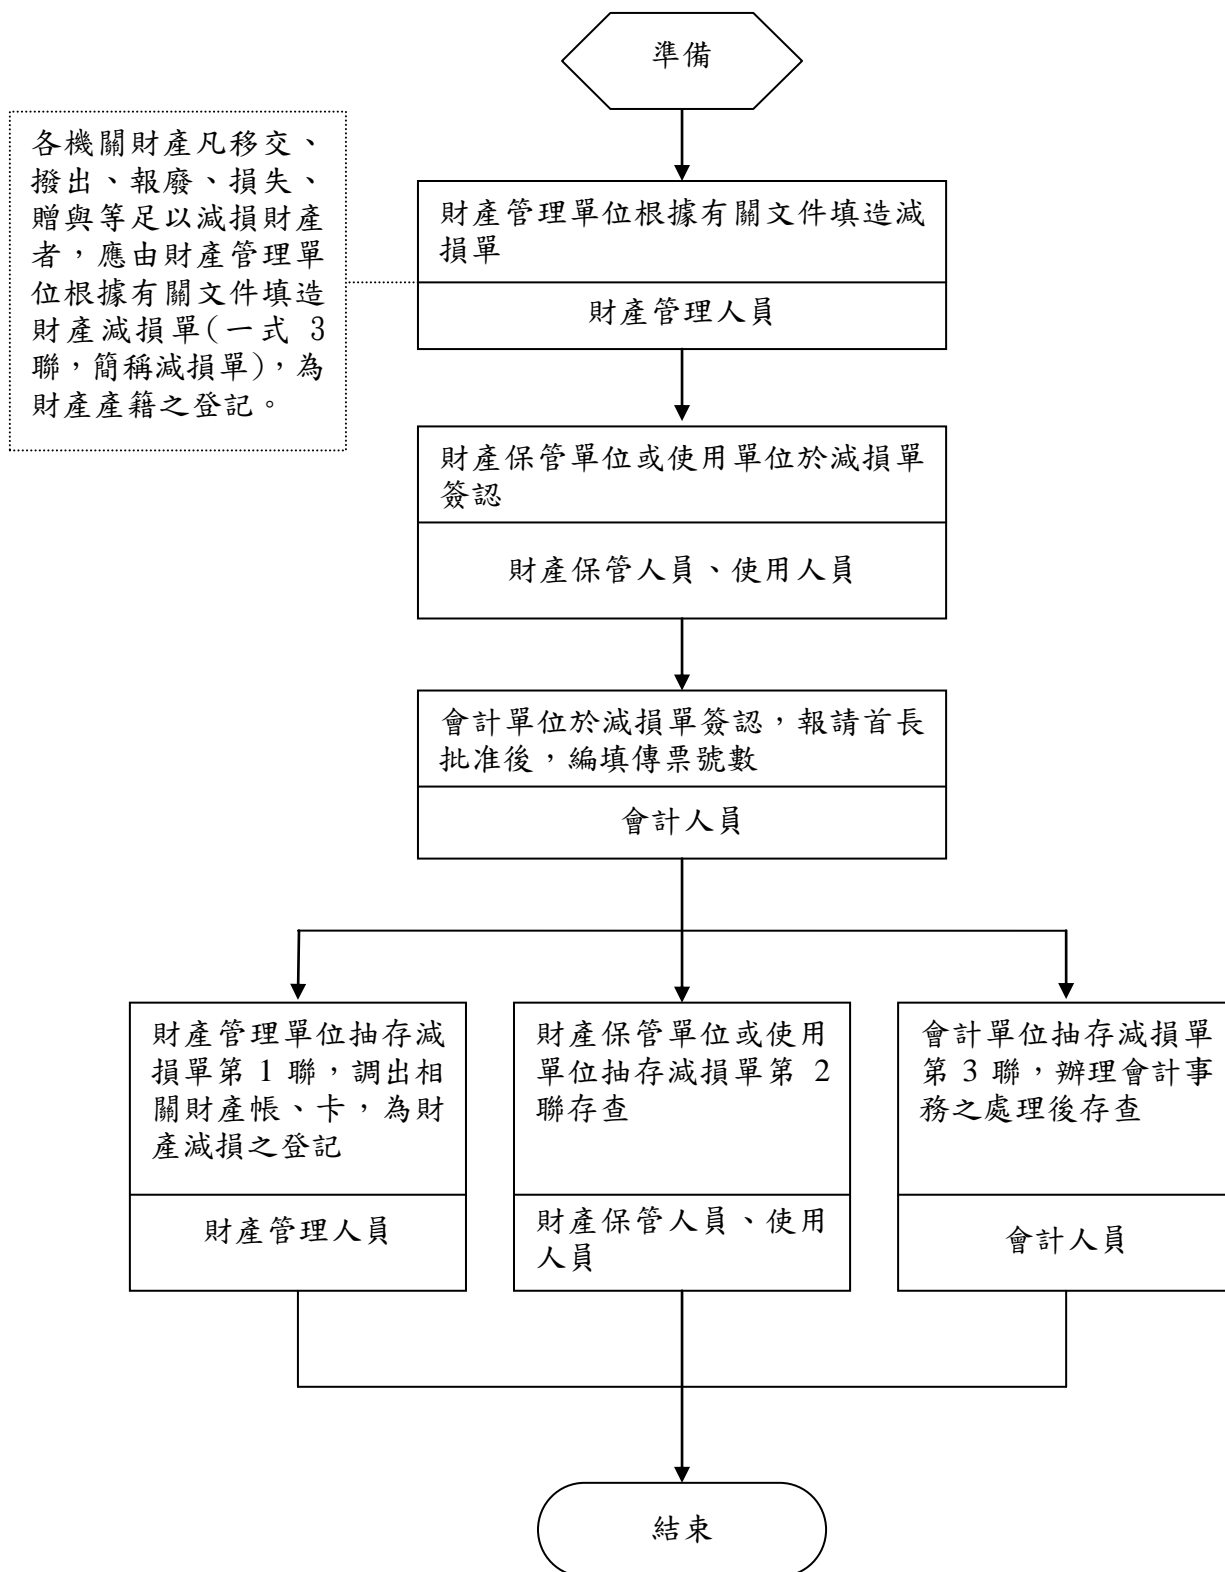 準備
各機關財產凡移交、
撥出、報廢、損失、
贈與等足以減損財產
者，應由財產管理單
位根據有關文件填造
財產減損單(一式 3
聯，簡稱減損單)，為
財產產籍之登記。
財產管理單位根據有關文件填造減
損單
財產管理人員
財產保管單位或使用單位於減損單
簽認
財產保管人員、使用人員
會計單位於減損單簽認，報請首長
批准後，編填傳票號數
會計人員
財產管理單位抽存減
損單第 1 聯，調出相
關財產帳、卡，為財
產減損之登記
財產管理人員
財產保管單位或使用
單位抽存減損單第 2
聯存查
財產保管人員、使用
人員
會計單位抽存減損單
第 3 聯，辦理會計事
務之處理後存查
會計人員
結束